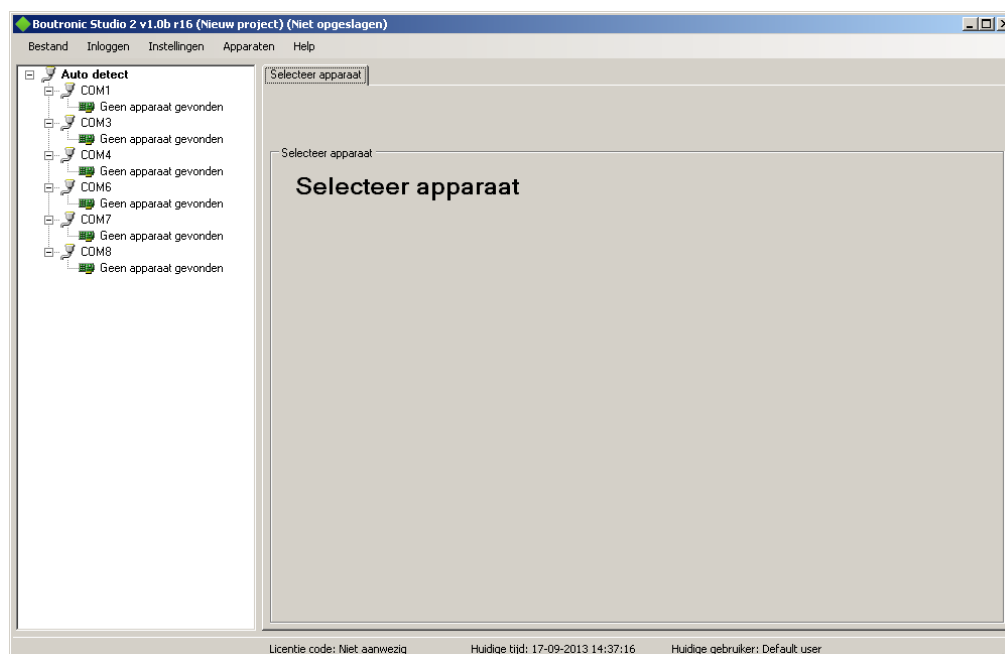 Boutronic Studio 2 v1.0b r16 (Nieuw project) (Niet opgeslagen)
Bestand Inloggen Instellingen Apparaten Help
Auto detect
COM1
Geen apparaat gevonden
COM3
Geen apparaat gevonden
COM4
Geen apparaat gevonden
COM6
Geen apparaat gevonden
COM7
Geen apparaat gevonden
COM8
Geen apparaat gevonden
Selecteer apparaat
Selecteer apparaat
Selecteer apparaat
Licentie code: Niet aanwezig Huidige tijd: 17-09-2013 14:37:16 Huidige gebruiker: Default user